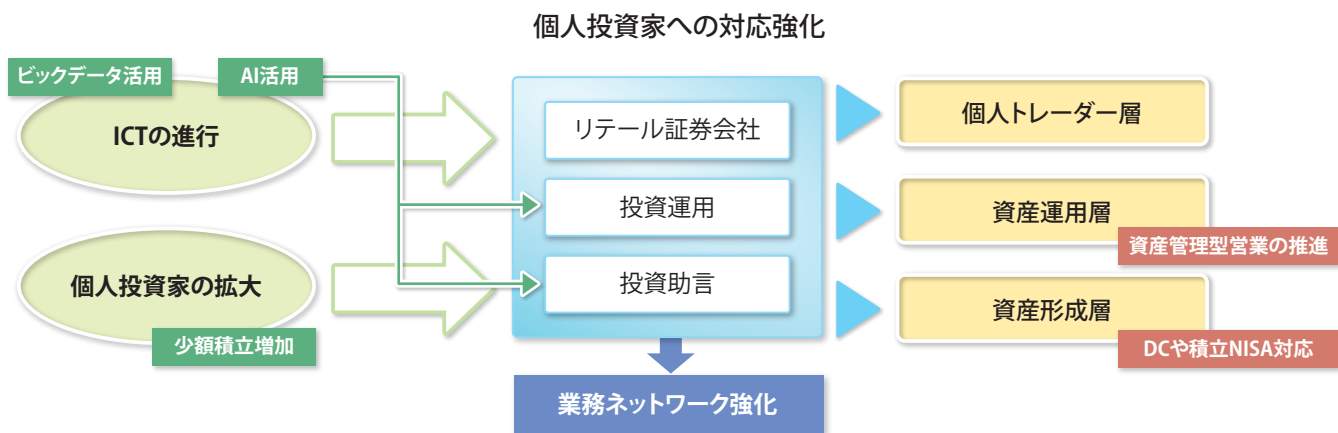 個人投資家への対応強化
ビックデータ活用
AI活用
ICTの進行
個人投資家の拡大
少額積立増加
リテール証券会社
投資運用
投資助言
業務ネットワーク強化
個人トレーダー層
資産運用層
資産管理型営業の推進
資産形成層
DCや積立NISA対応